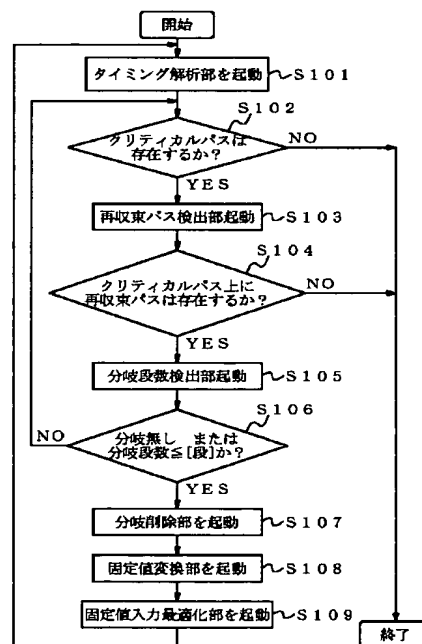 開始
タイミング解析部を起動
S101
S102
クリティカルパスは
存在するか？
NO
YES
再収束パス検出部起動
S103
S104
クリティカルパス上に
再収束パスは存在するか？
NO
YES
分岐段数検出部起動
S105
S106
NO
分岐無し または
分岐段数≦[段]か？
YES
分岐削除部を起動
S107
固定値変換部を起動
S108
固定値入力最適化部を起動
S109
終了